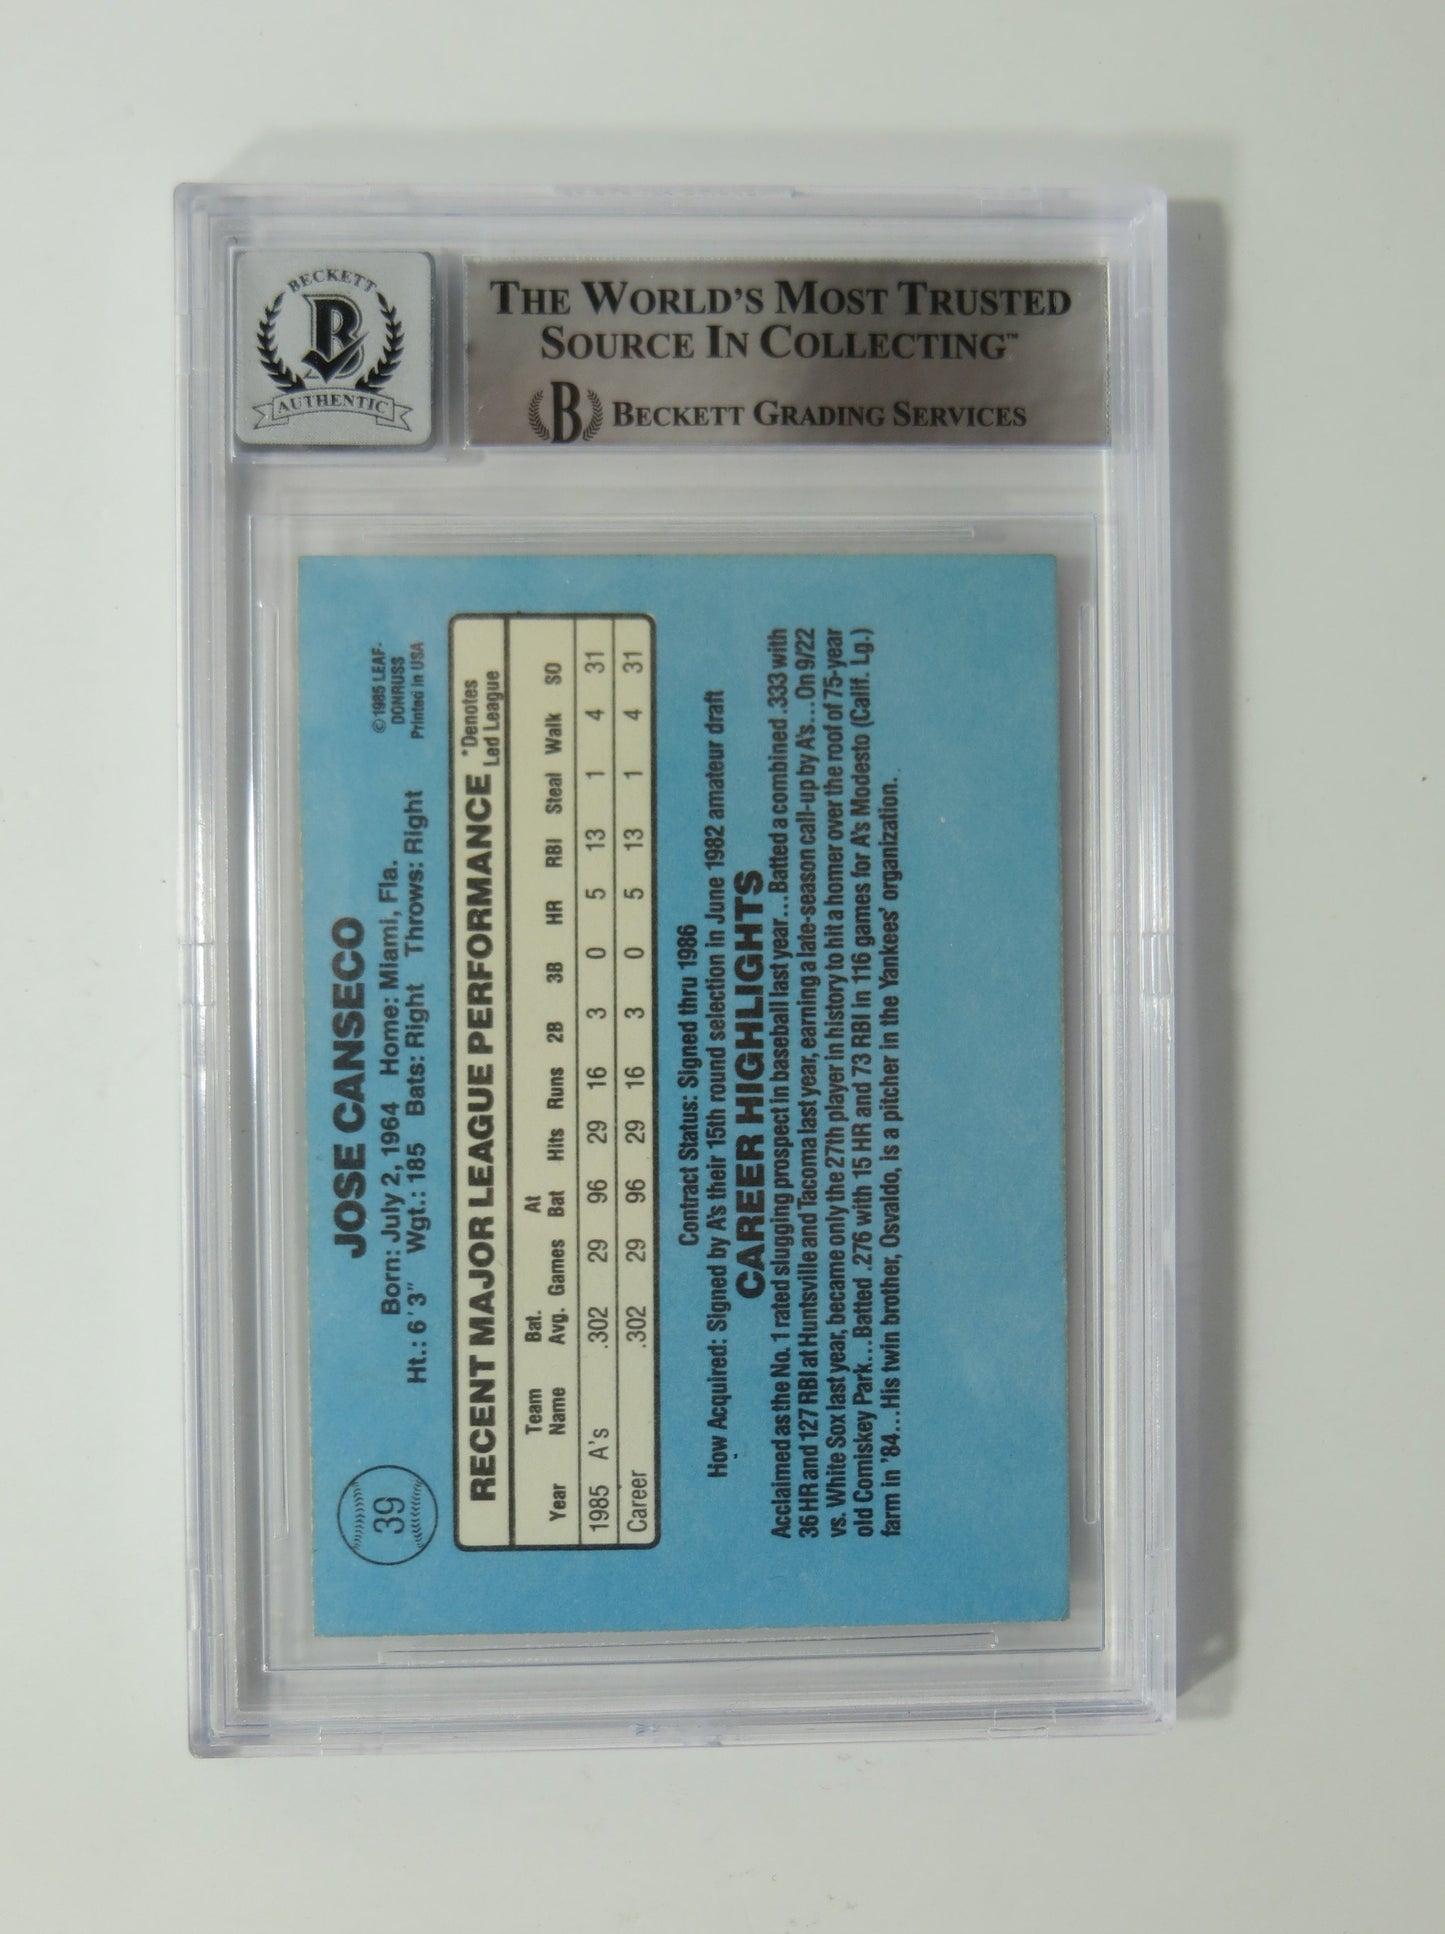 BECKETT
B
AUTHENTIC
THE WORLD'S MOST TRUSTED
SOURCE IN COLLECTING™
B BECKETT GRADING SERVICES
39
JOSE CANSECO
© 1985 LEAF-
DONRUSS
Printed in USA
Born: July 2, 1964 Home: Miami, Fla.
Ht.: 6'3" Wgt.: 185 Bats: Right Throws: Right
RECENT MAJOR LEAGUE PERFORMANCE
*Denotes
Led League
Year Team Name Bat. Avg. Games At Bat Hits Runs 2B 3B HR RBI Steal Walk SO
1985 A's .302 29 96 29 16 3 0 5 13 1 4 31
Career .302 29 96 29 16 3 0 5 13 1 4 31
Contract Status: Signed thru 1986
How Acquired: Signed by A's their 15th round selection in June 1982 amateur draft
CAREER HIGHLIGHTS
Acclaimed as the No. 1 rated slugging prospect in baseball last year...Batted a combined .333 with
36 HR and 127 RBI at Huntsville and Tacoma last year, earning a late-season call-up by A's...On 9/22
vs. White Sox last year, became only the 27th player in history to hit a homer over the roof of 75-year
old Comiskey Park...Batted .276 with 15 HR and 73 RBI in 116 games for A's Modesto (Calif. Lg.)
farm in '84...His twin brother, Osvaldo, is a pitcher in the Yankees' organization.